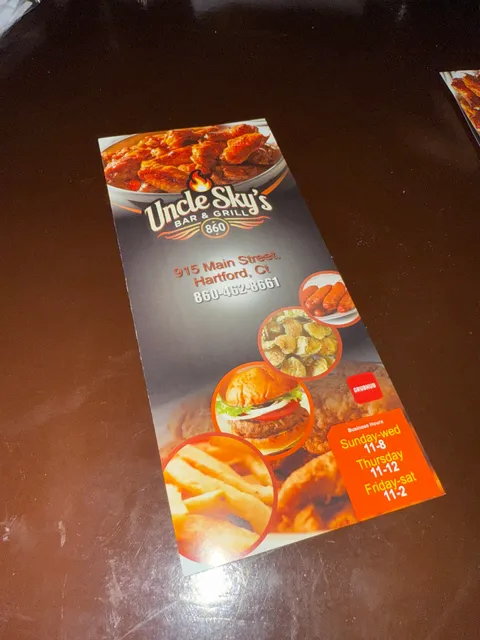 Uncle Sky's
BAR & GRILL
860
915 Main Street,
Hartford, Ct
860-462-8661
GRUBHUB
Business Hours
Sunday-wed
11-8
Thursday
11-12
Friday-sat
11-2